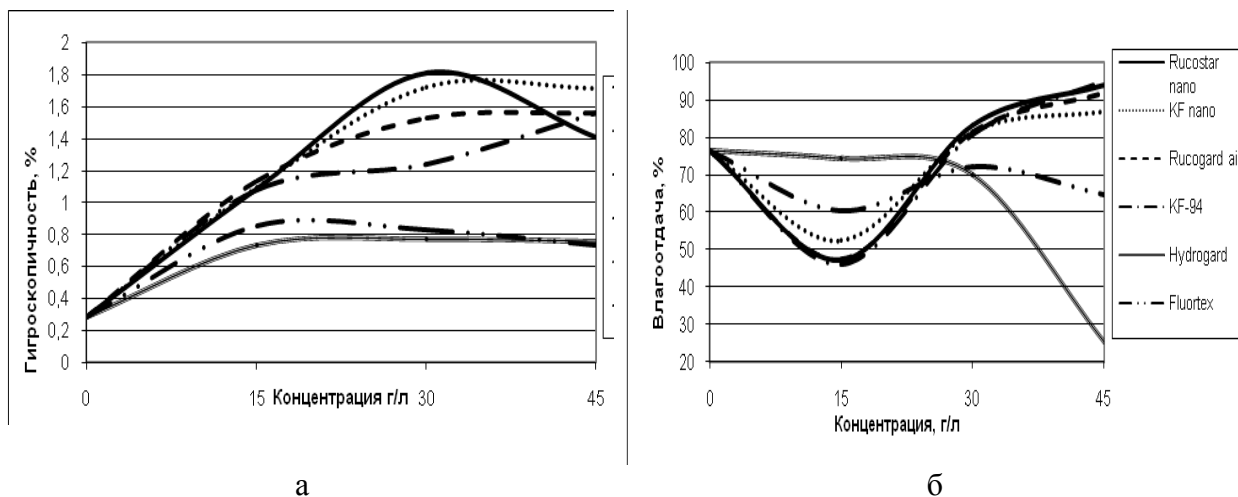 Гигроскопичность, %
2
1,8
1,6
1,4
1,2
1
0,8
0,6
0,4
0,2
0
0
15
Концентрация г/л
30
45
а
Влагоотдача, %
100
90
80
70
60
50
40
30
20
0
15
30
45
Концентрация, г/л
Rucostar
nano
KF nano
Rucogard ai
KF-94
Hydrogard
Fluortex
б